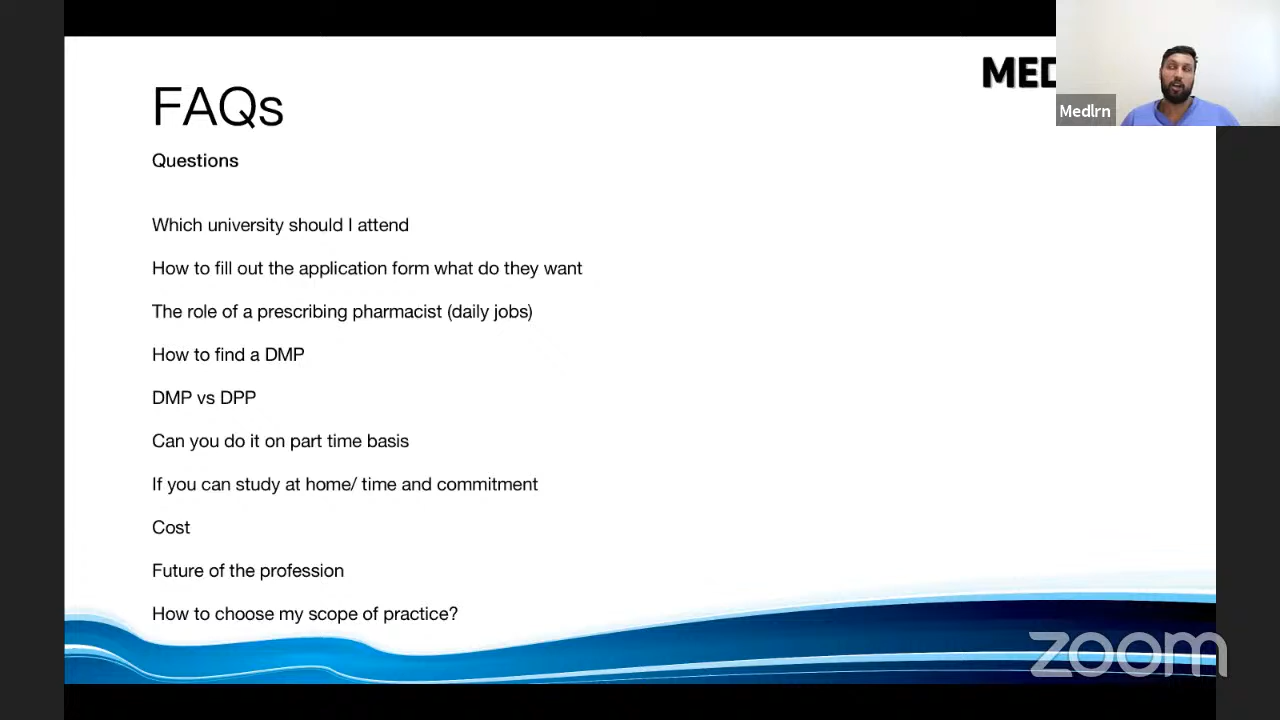 FAQs
MED
Medlrn
Questions
Which university should I attend
How to fill out the application form what do they want
The role of a prescribing pharmacist (daily jobs)
How to find a DMP
DMP vs DPP
Can you do it on part time basis
If you can study at home/ time and commitment
Cost
Future of the profession
How to choose my scope of practice?
zoom